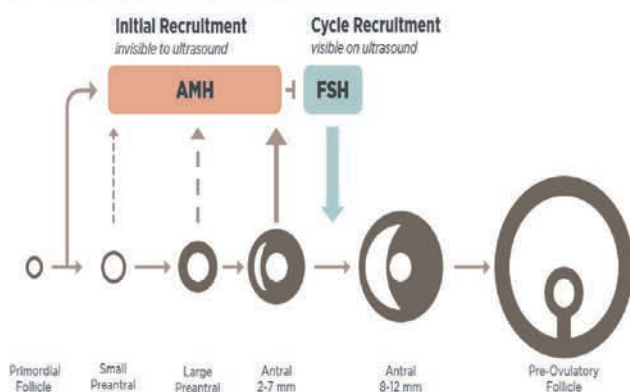 Initial Recruitment
invisible to ultrasound
Cycle Recruitment
visible on ultrasound
AMH
FSH
Primordial
Follicle
Small
Preantral
Large
Preantral
Antral
2-7 mm
Antral
8-12 mm
Pre-Ovulatory
Follicle